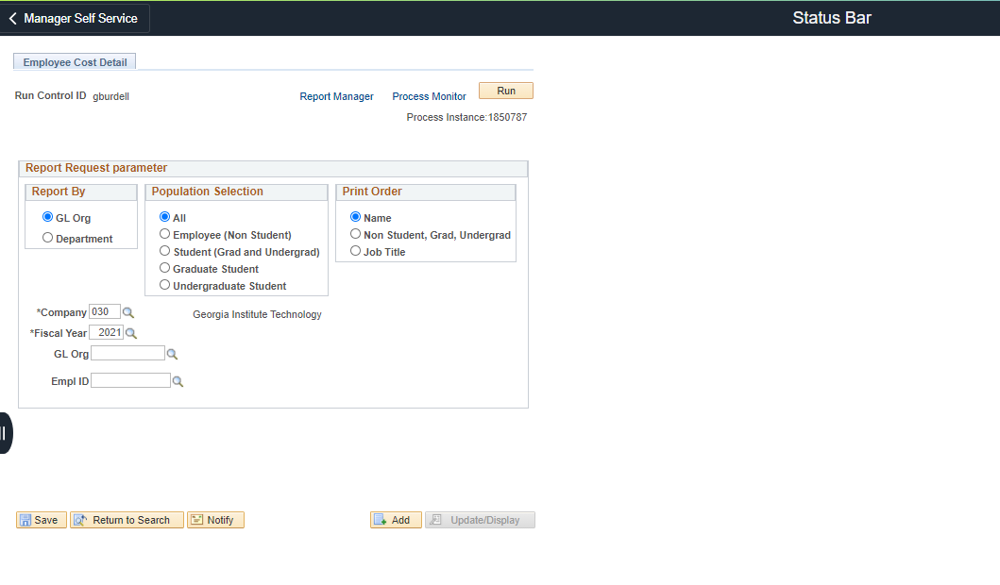 Manager Self Service
Status Bar
Employee Cost Detail
Run Control ID gburdell
Report Manager Process Monitor Run
Process Instance:1850787
Report Request parameter
Report By
GL Org
Department
Population Selection
All
Employee (Non Student)
Student (Grad and Undergrad)
Graduate Student
Undergraduate Student
Print Order
Name
Non Student, Grad, Undergrad
Job Title
*Company 030 Georgia Institute Technology
*Fiscal Year 2021
GL Org
Empl ID
Save Return to Search Notify Add Update/Display